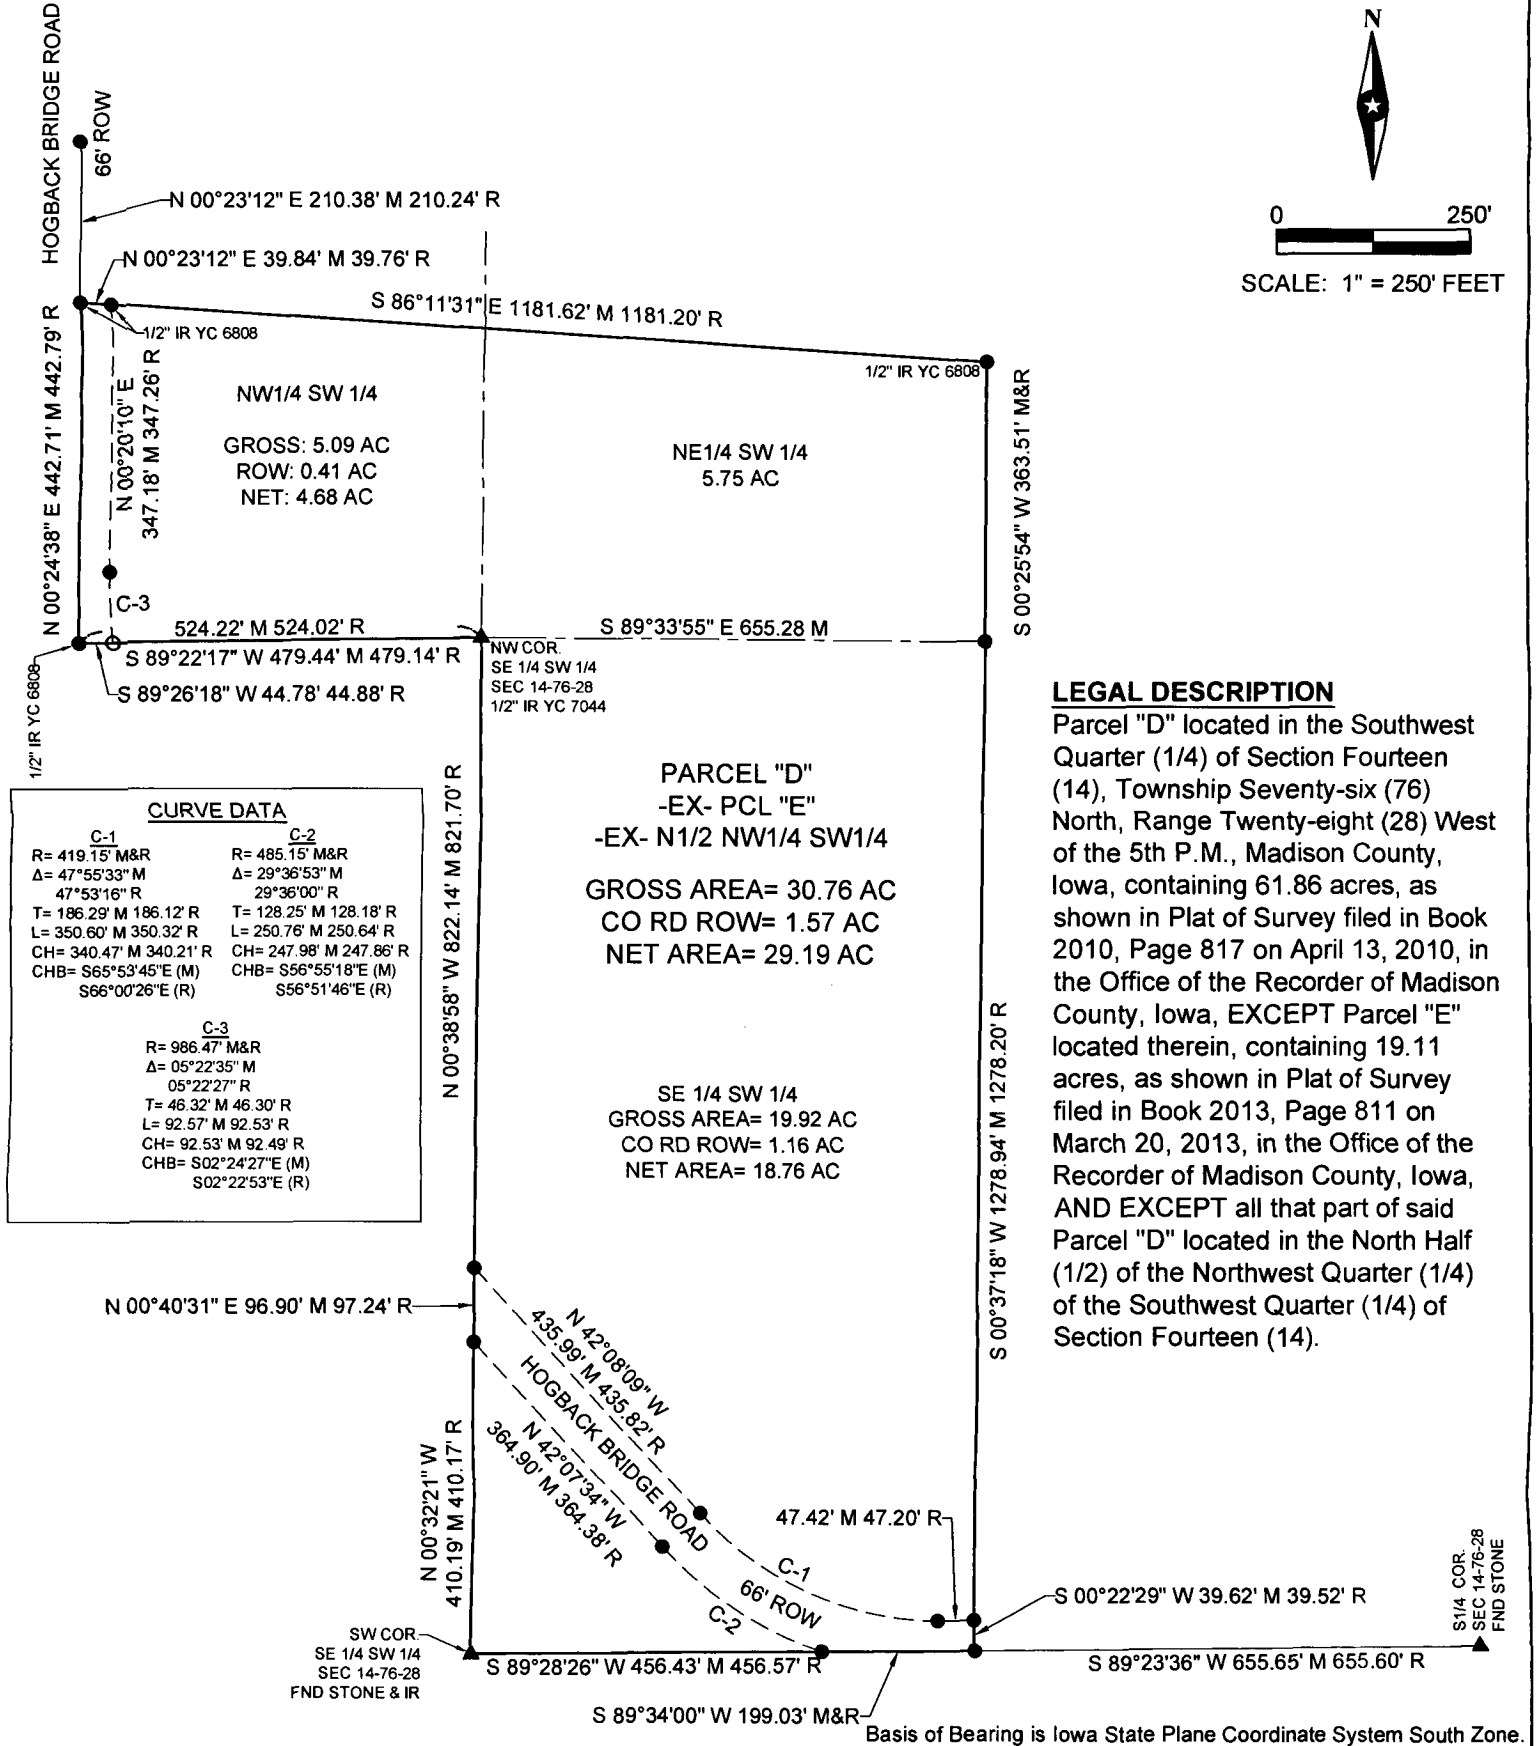 HOGBACK BRIDGE ROAD
66' ROW
N
0 250'
SCALE: 1" = 250' FEET
N 00°23'12" E 210.38' M 210.24' R
N 00°23'12" E 39.84' M 39.76' R
S 86°11'31" E 1181.62' M 1181.20' R
1/2" IR YC 6808
1/2" IR YC 6808
N 00°24'38" E 442.71' M 442.79' R
N 00°20'10" E
347.18' M 347.26' R
NW1/4 SW 1/4
GROSS: 5.09 AC
ROW: 0.41 AC
NET: 4.68 AC
NE1/4 SW 1/4
5.75 AC
S 00°25'54" W 363.51' M&R
C-3
524.22' M 524.02' R
S 89°33'55" E 655.28 M
S 89°22'17" W 479.44' M 479.14' R
S 89°26'18" W 44.78' 44.88' R
1/2" IR YC 6808
NW COR.
SE 1/4 SW 1/4
SEC 14-76-28
1/2" IR YC 7044
LEGAL DESCRIPTION
Parcel "D" located in the Southwest
Quarter (1/4) of Section Fourteen
(14), Township Seventy-six (76)
North, Range Twenty-eight (28) West
of the 5th P.M., Madison County,
Iowa, containing 61.86 acres, as
shown in Plat of Survey filed in Book
2010, Page 817 on April 13, 2010, in
the Office of the Recorder of Madison
County, Iowa, EXCEPT Parcel "E"
located therein, containing 19.11
acres, as shown in Plat of Survey
filed in Book 2013, Page 811 on
March 20, 2013, in the Office of the
Recorder of Madison County, Iowa,
AND EXCEPT all that part of said
Parcel "D" located in the North Half
(1/2) of the Northwest Quarter (1/4)
of the Southwest Quarter (1/4) of
Section Fourteen (14).
PARCEL "D"
-EX- PCL "E"
-EX- N1/2 NW1/4 SW1/4
GROSS AREA= 30.76 AC
CO RD ROW= 1.57 AC
NET AREA= 29.19 AC
CURVE DATA
C-1
R= 419.15' M&R
Δ= 47°55'33" M
47°53'16" R
T= 186.29' M 186.12' R
L= 350.60' M 350.32' R
CH= 340.47' M 340.21' R
CHB= S65°53'45"E (M)
S66°00'26"E (R)
C-2
R= 485.15' M&R
Δ= 29°36'53" M
29°36'00" R
T= 128.25' M 128.18' R
L= 250.76' M 250.64' R
CH= 247.98' M 247.86' R
CHB= S56°55'18"E (M)
S56°51'46"E (R)
C-3
R= 986.47' M&R
Δ= 05°22'35" M
05°22'27" R
T= 46.32' M 46.30' R
L= 92.57' M 92.53' R
CH= 92.53' M 92.49' R
CHB= S02°24'27"E (M)
S02°22'53"E (R)
N 00°38'58" W 822.14' M 821.70' R
S 00°37'18" W 1278.94' M 1278.20' R
SE 1/4 SW 1/4
GROSS AREA= 19.92 AC
CO RD ROW= 1.16 AC
NET AREA= 18.76 AC
N 00°40'31" E 96.90' M 97.24' R
N 42°08'09" W
435.99' M 435.82' R
HOGBACK BRIDGE ROAD
N 42°07'34" W
364.90' M 364.38' R
N 00°32'21" W
410.19' M 410.17' R
47.42' M 47.20' R
C-1
66' ROW
C-2
S 00°22'29" W 39.62' M 39.52' R
S1/4 COR.
SEC 14-76-28
FND STONE
SW COR.
SE 1/4 SW 1/4
SEC 14-76-28
FND STONE & IR
S 89°28'26" W 456.43' M 456.57' R
S 89°23'36" W 655.65' M 655.60' R
S 89°34'00" W 199.03' M&R
Basis of Bearing is Iowa State Plane Coordinate System South Zone.